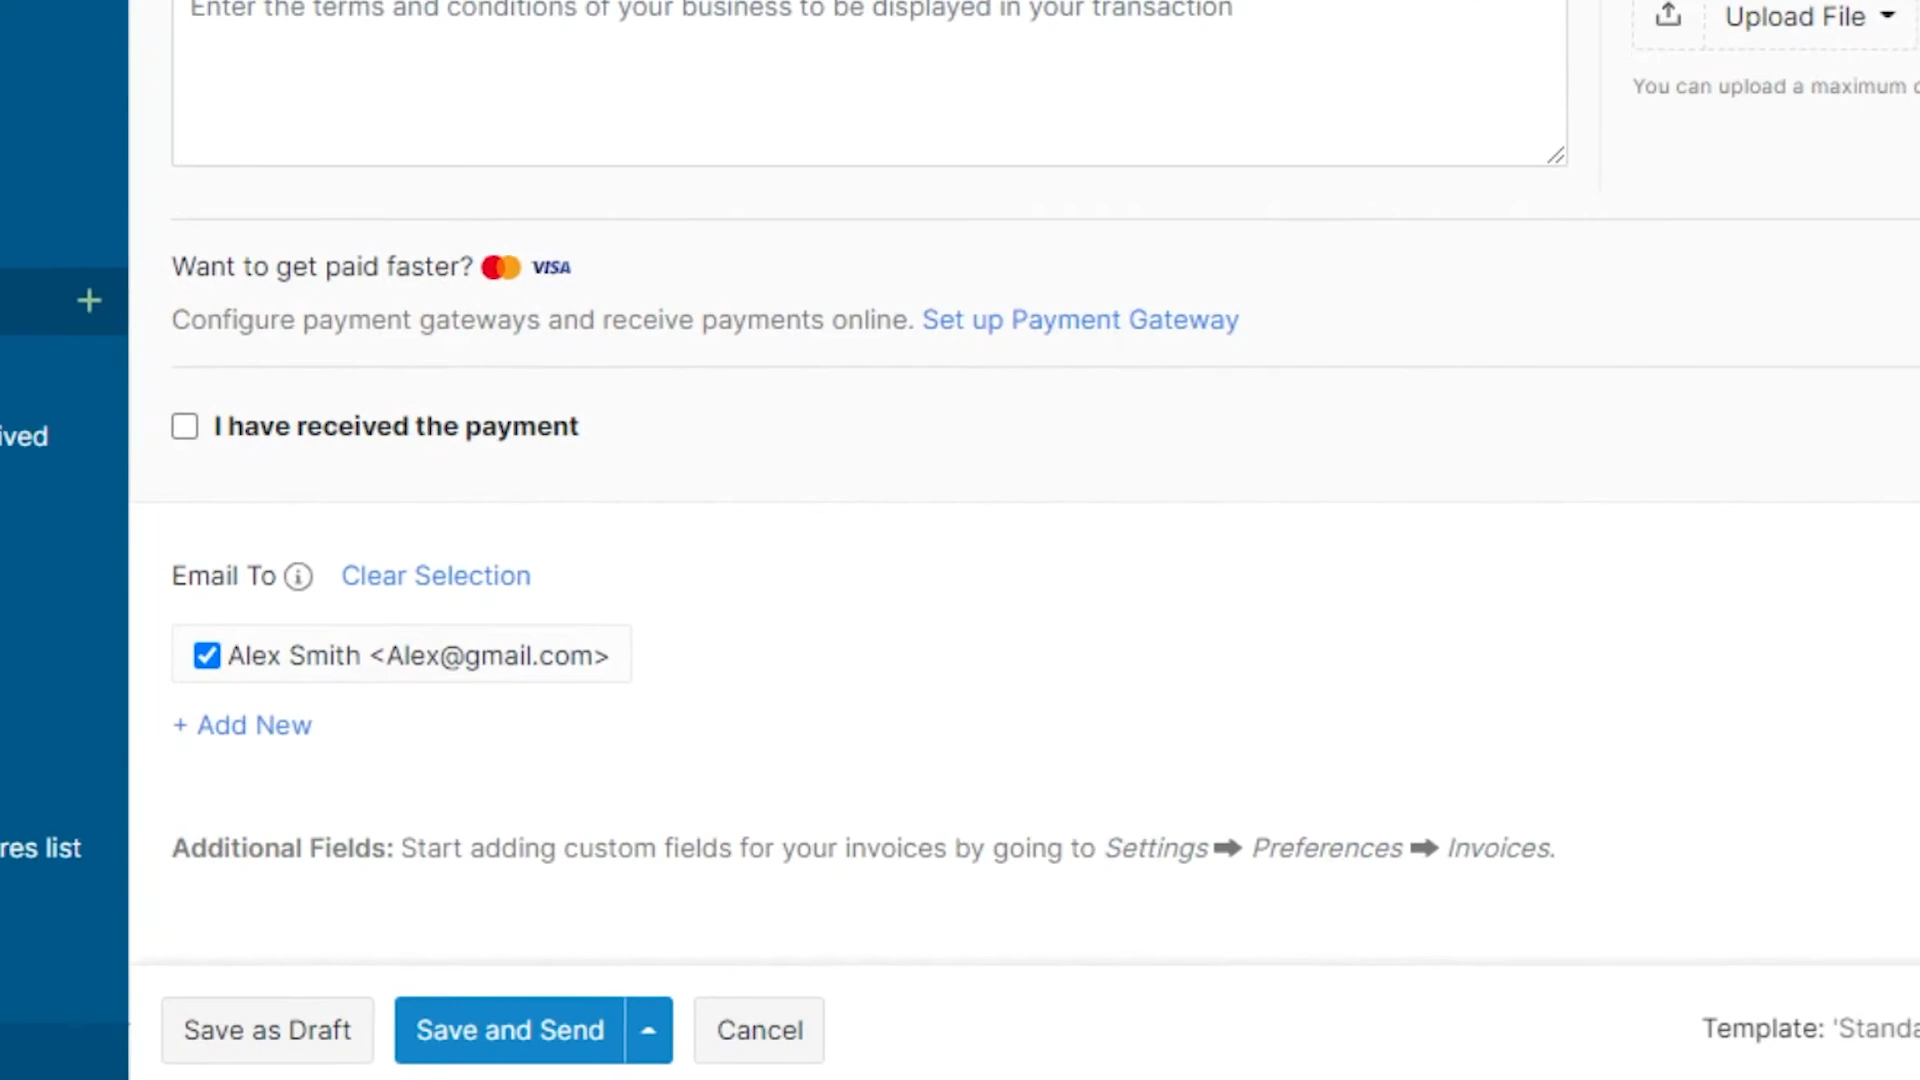 Enter the terms and conditions of your business to be displayed in your transaction
Upload File
You can upload a maximum
Want to get paid faster? VISA
Configure payment gateways and receive payments online. Set up Payment Gateway
I have received the payment
ived
Email To Clear Selection
Alex Smith <Alex@gmail.com>
+ Add New
res list
Additional Fields: Start adding custom fields for your invoices by going to Settings ➡ Preferences ➡ Invoices.
Save as Draft
Save and Send
Cancel
Template: 'Standa